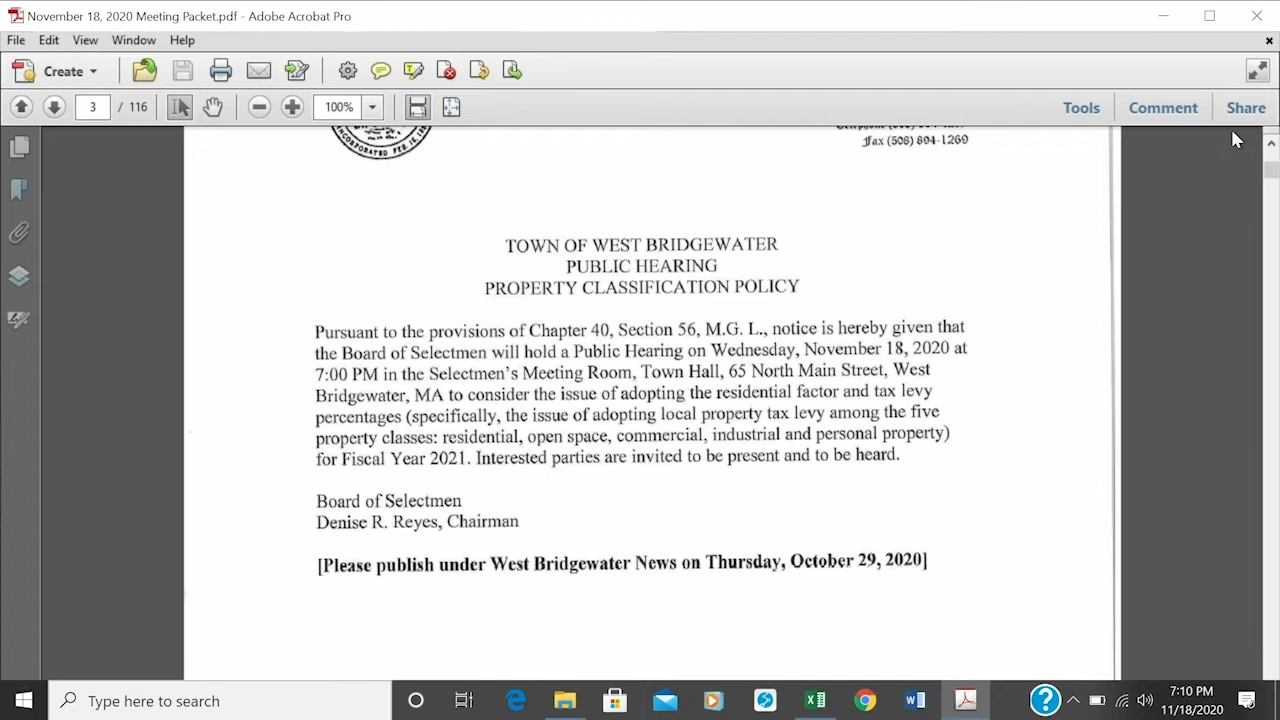 November 18, 2020 Meeting Packet.pdf - Adobe Acrobat Pro
File Edit View Window Help
Create
3 / 116 100% Tools Comment Share
INCORPORATED FEB. 16,
Fax (508) 894-1269
TOWN OF WEST BRIDGEWATER
PUBLIC HEARING
PROPERTY CLASSIFICATION POLICY
Pursuant to the provisions of Chapter 40, Section 56, M.G. L., notice is hereby given that
the Board of Selectmen will hold a Public Hearing on Wednesday, November 18, 2020 at
7:00 PM in the Selectmen's Meeting Room, Town Hall, 65 North Main Street, West
Bridgewater, MA to consider the issue of adopting the residential factor and tax levy
percentages (specifically, the issue of adopting local property tax levy among the five
property classes: residential, open space, commercial, industrial and personal property)
for Fiscal Year 2021. Interested parties are invited to be present and to be heard.
Board of Selectmen
Denise R. Reyes, Chairman
[Please publish under West Bridgewater News on Thursday, October 29, 2020]
Type here to search
7:10 PM
11/18/2020